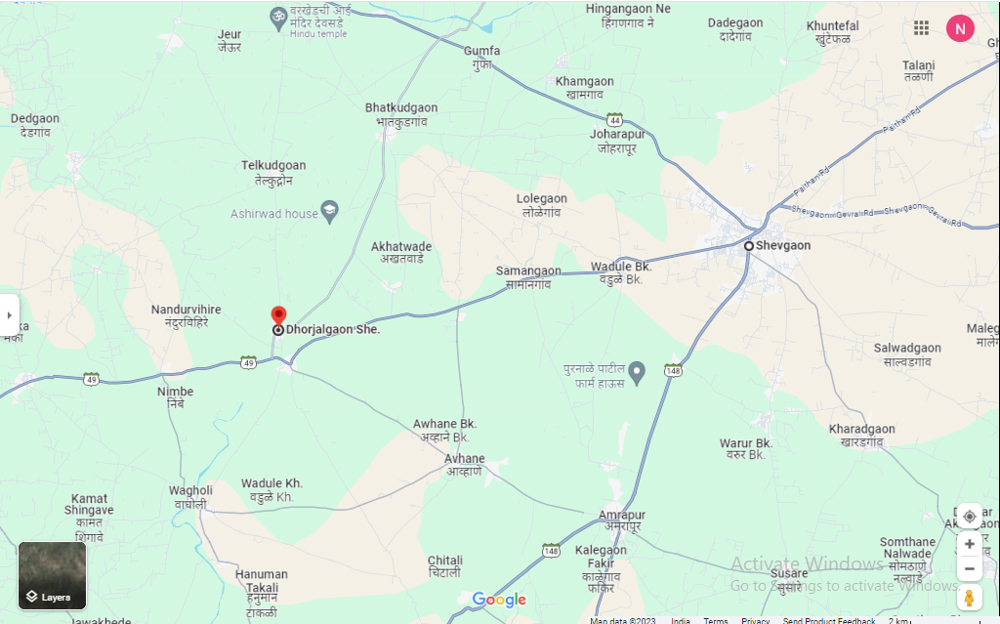 वरखेडची आई
मंदिर देवसडे
Hindu temple
Hingangaon Ne
हिंगणगाव ने
Dadegaon
दादेगाव
Khuntefal
खुंटेफळ
N
Jeur
जेऊर
Gumfa
गुंफा
Talani
तळणी
Khamgaon
खामगाव
Bhatkudgaon
भातकुडगांव
Dedgaon
देडगांव
44
Joharapur
जोहरापूर
Paithan Rd
Telkudgoan
तेल्कुद्गोन
Paithan Rd
Lolegaon
लोळेगांव
Ashirwad house
Shevgaon - Gevrai Rd
Shevgaon - Gevrai Rd
Akhatwade
अखतवाडे
Shevgaon
Samangaon
सामानगांव
Wadule Bk.
वडुळे Bk.
Nandurvihire
नंदुरविहिरे
Dhorjalgaon She.
Salwadgaon
साल्वडगांव
49
49
पुरनाळे पाटील
फार्म हाऊस
148
Nimbe
निंबे
Awhane Bk.
अव्हाने Bk.
Kharadgaon
खारडगांव
Warur Bk.
वरुर Bk.
Avhane
आव्हाणे
Wadule Kh.
वडुळे Kh.
Wagholi
वाघोली
Kamat
Shingave
कामत
शिंगावे
Amrapur
अमरापूर
148
Kalegaon
Fakir
काळेगांव
फकिर
Chitali
चिटाली
Somthane
Nalwade
सोमठाणे
नल्वाडे
Hanuman
Takali
हनुमान
टाकळी
Susare
सुसारे
Activate Windows
Go to Settings to activate Windows.
Layers
Google
Map data ©2023 India Terms Privacy Send Product Feedback 2 km